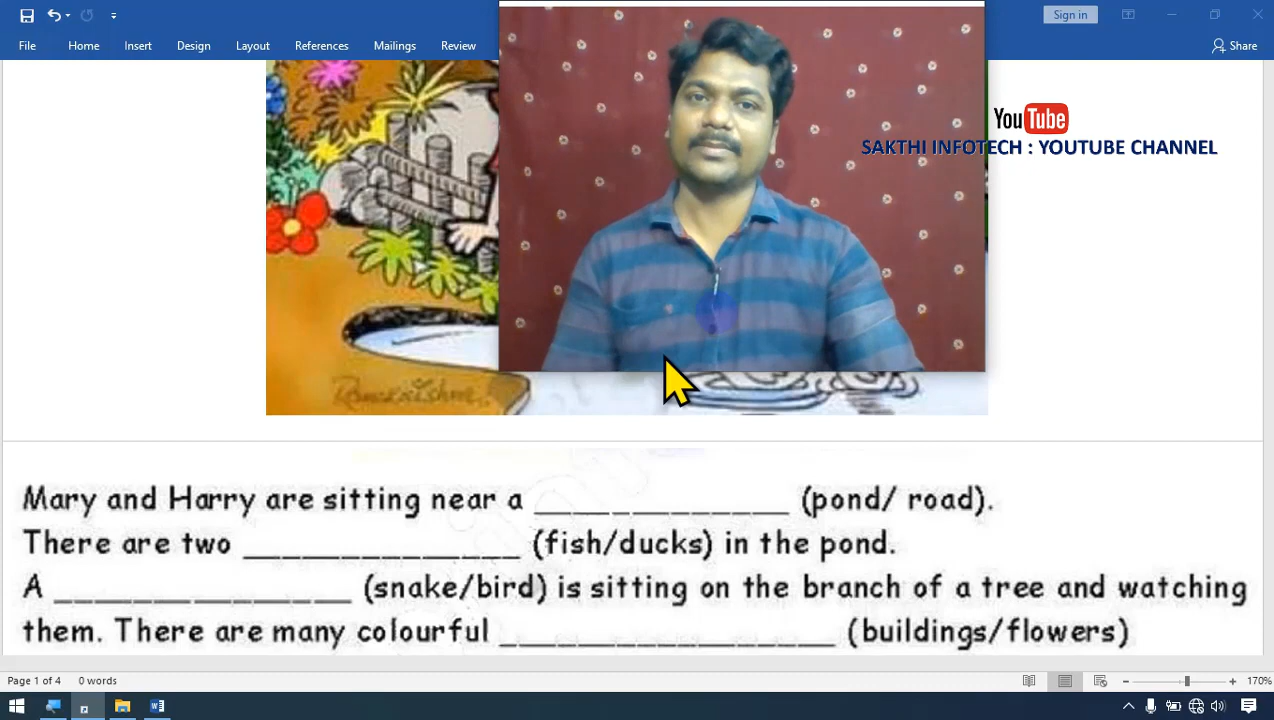 Sign in
File Home Insert Design Layout References Mailings Review Share
YouTube
SAKTHI INFOTECH : YOUTUBE CHANNEL
Mary and Harry are sitting near a _____________ (pond/ road).
There are two ______________ (fish/ducks) in the pond.
A _______________ (snake/bird) is sitting on the branch of a tree and watching
them. There are many colourful _________________ (buildings/flowers)
Page 1 of 4 0 words 170%